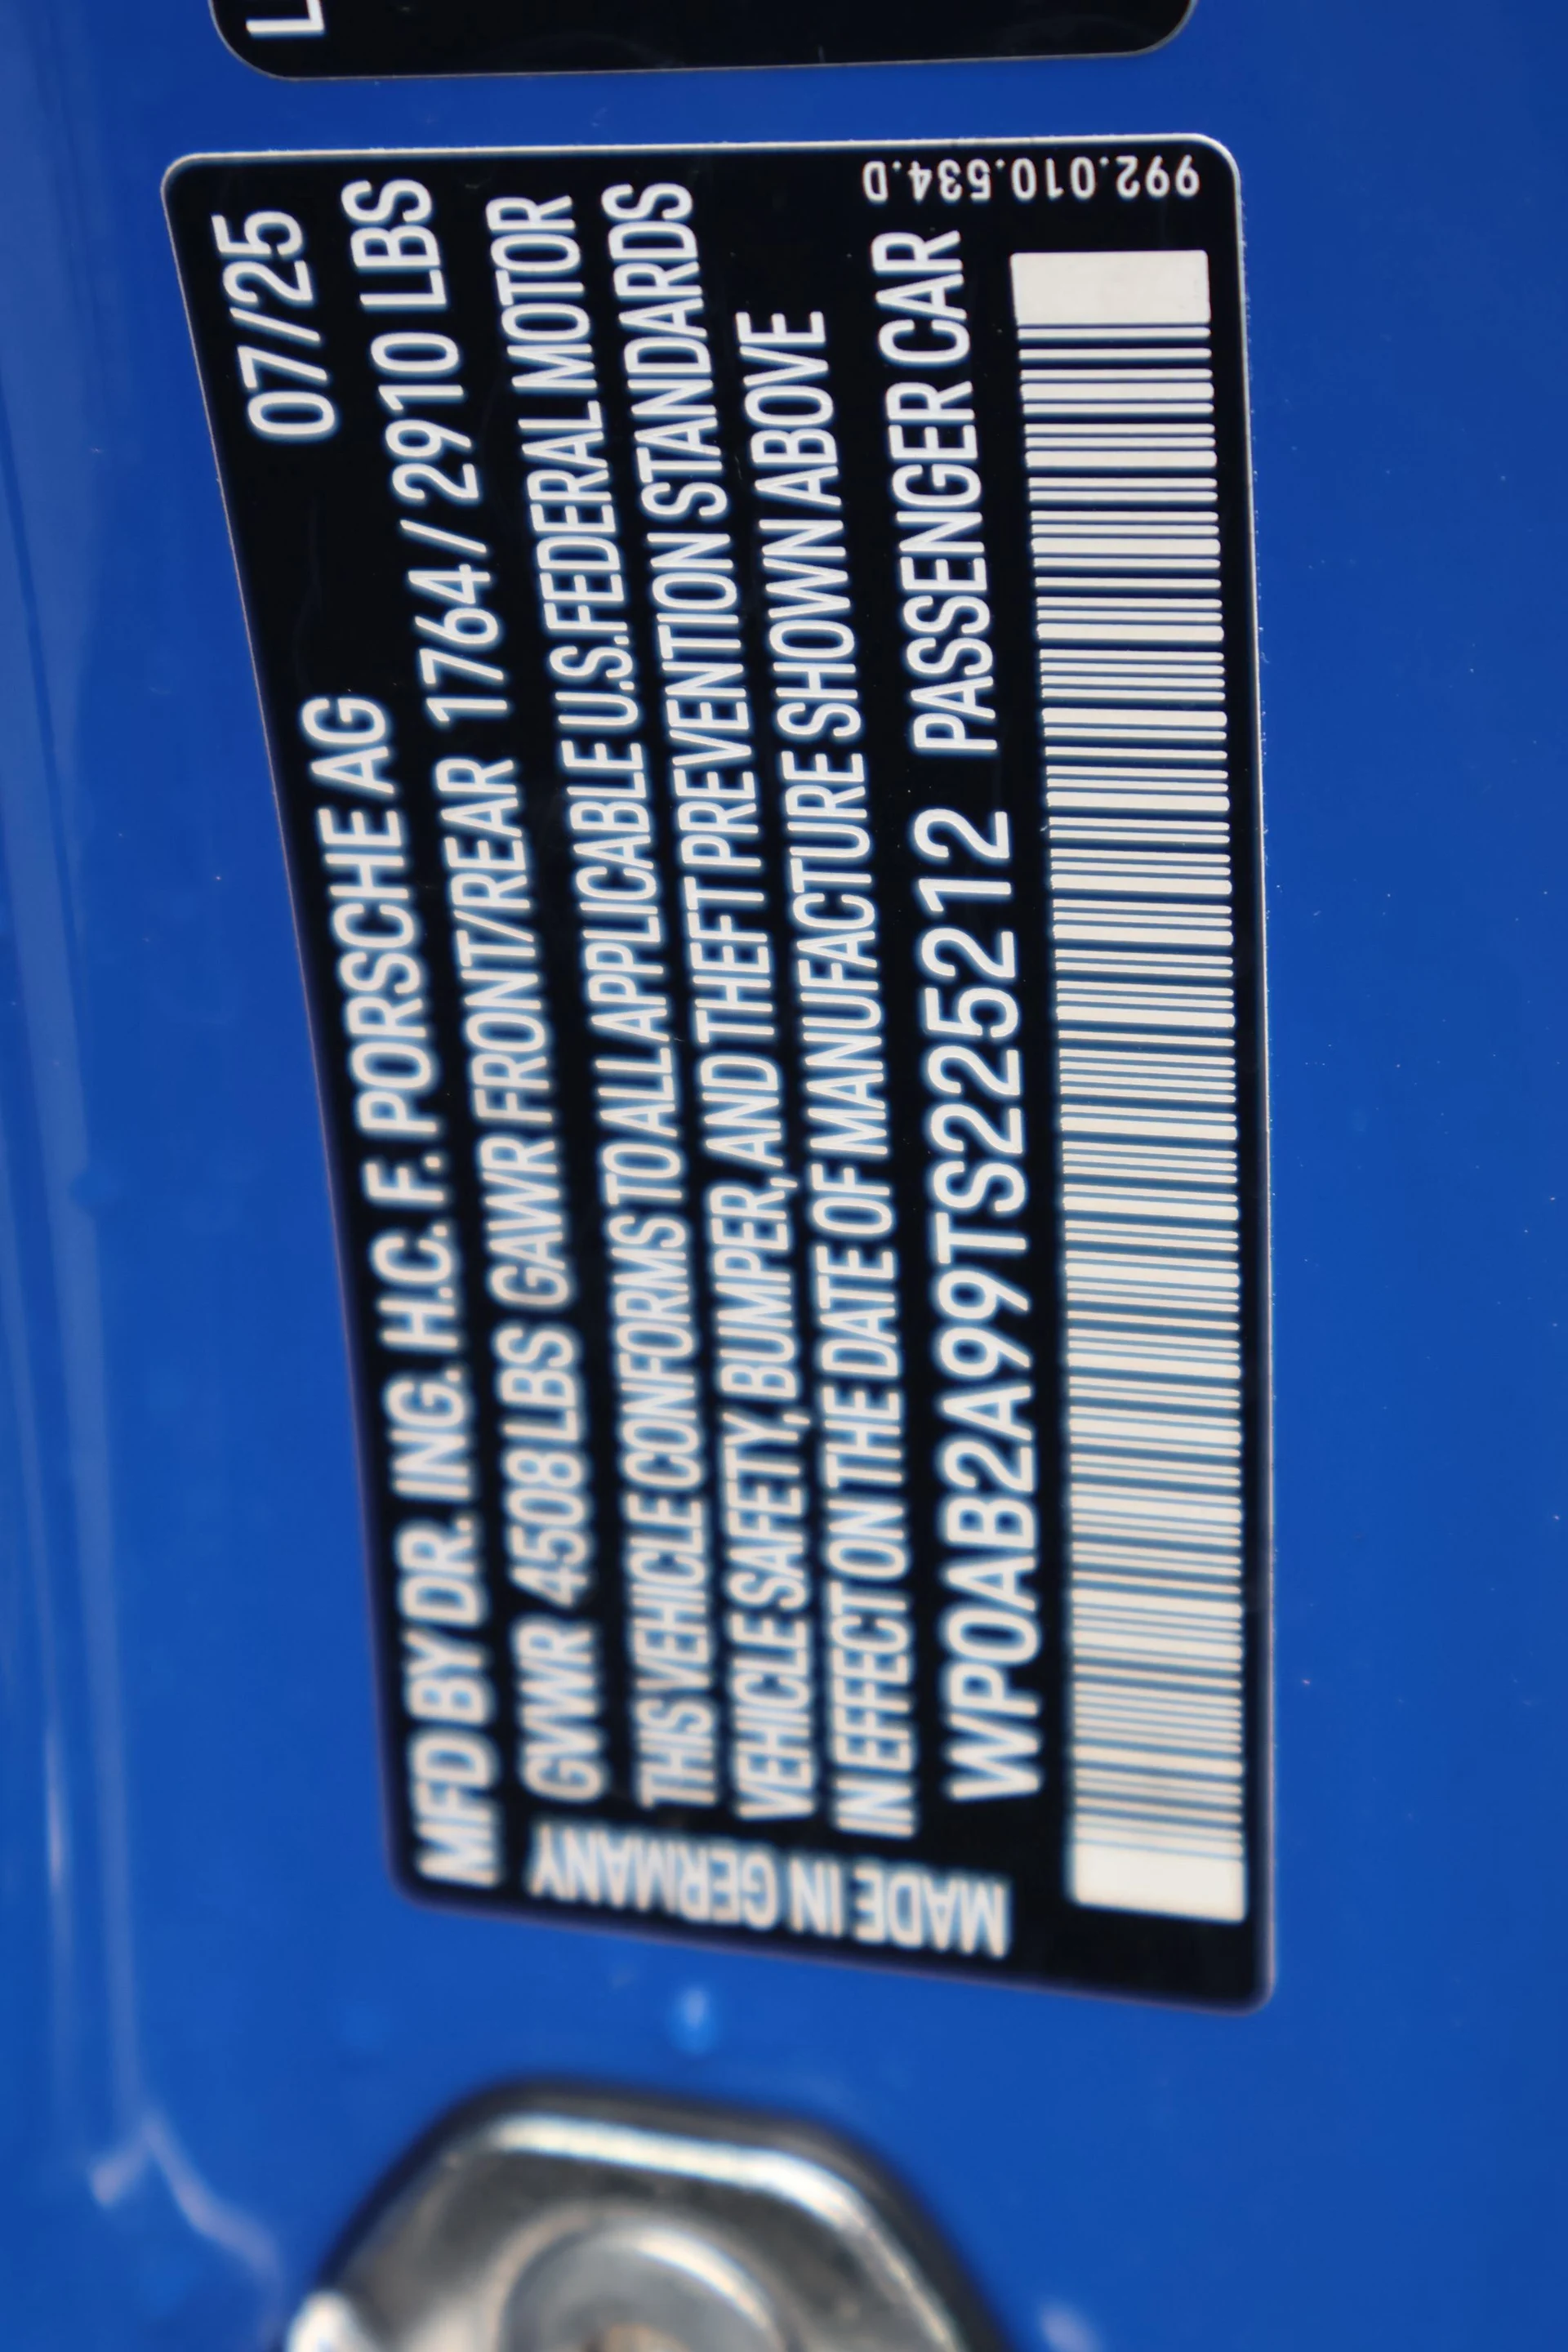 L
MFD BY DR. ING. H.C. F. PORSCHE AG 07/25
GVWR 4508 LBS GAWR FRONT/REAR 1764 / 2910 LBS
THIS VEHICLE CONFORMS TO ALL APPLICABLE U.S.FEDERAL MOTOR
VEHICLE SAFETY, BUMPER, AND THEFT PREVENTION STANDARDS
IN EFFECT ON THE DATE OF MANUFACTURE SHOWN ABOVE
WP0AB2A99TS225212 PASSENGER CAR
MADE IN GERMANY
992.010.534.D